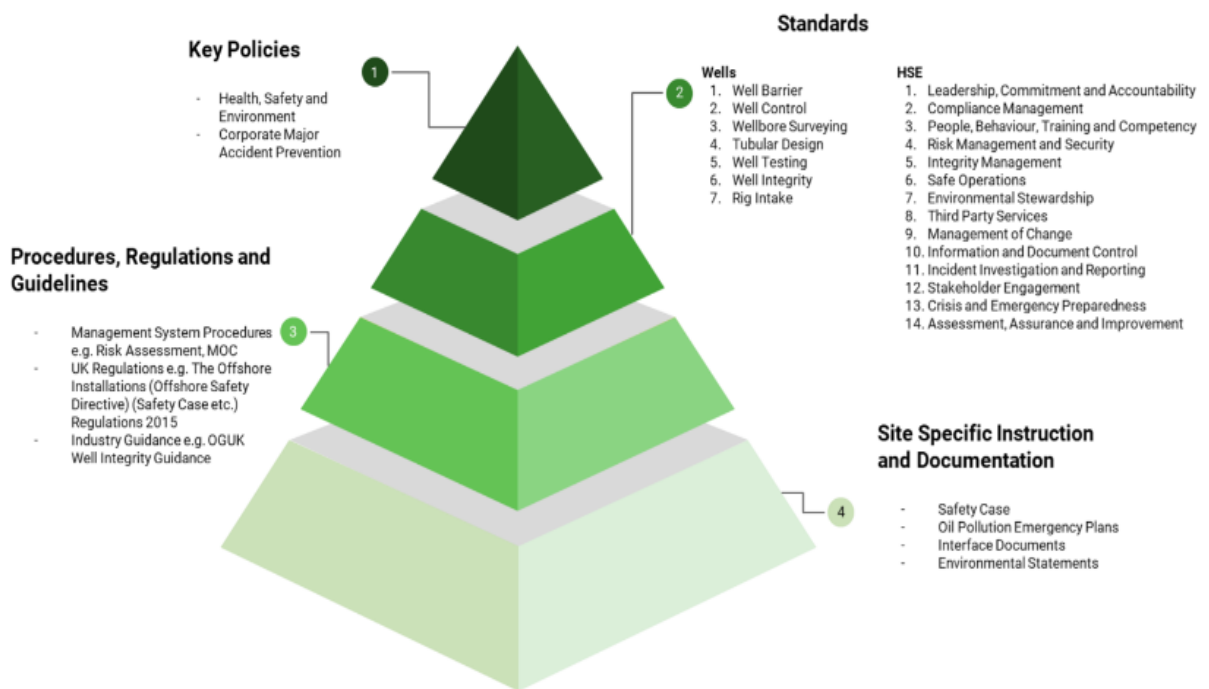 Key Policies
1
- Health, Safety and
Environment
- Corporate Major
Accident Prevention
Standards
2
Wells
1. Well Barrier
2. Well Control
3. Wellbore Surveying
4. Tubular Design
5. Well Testing
6. Well Integrity
7. Rig Intake
HSE
1. Leadership, Commitment and Accountability
2. Compliance Management
3. People, Behaviour, Training and Competency
4. Risk Management and Security
5. Integrity Management
6. Safe Operations
7. Environmental Stewardship
8. Third Party Services
9. Management of Change
10. Information and Document Control
11. Incident Investigation and Reporting
12. Stakeholder Engagement
13. Crisis and Emergency Preparedness
14. Assessment, Assurance and Improvement
Procedures, Regulations and
Guidelines
3
- Management System Procedures
e.g. Risk Assessment, MOC
- UK Regulations e.g. The Offshore
Installations (Offshore Safety
Directive) (Safety Case etc.)
Regulations 2015
- Industry Guidance e.g. OGUK
Well Integrity Guidance
Site Specific Instruction
and Documentation
4
- Safety Case
- Oil Pollution Emergency Plans
- Interface Documents
- Environmental Statements